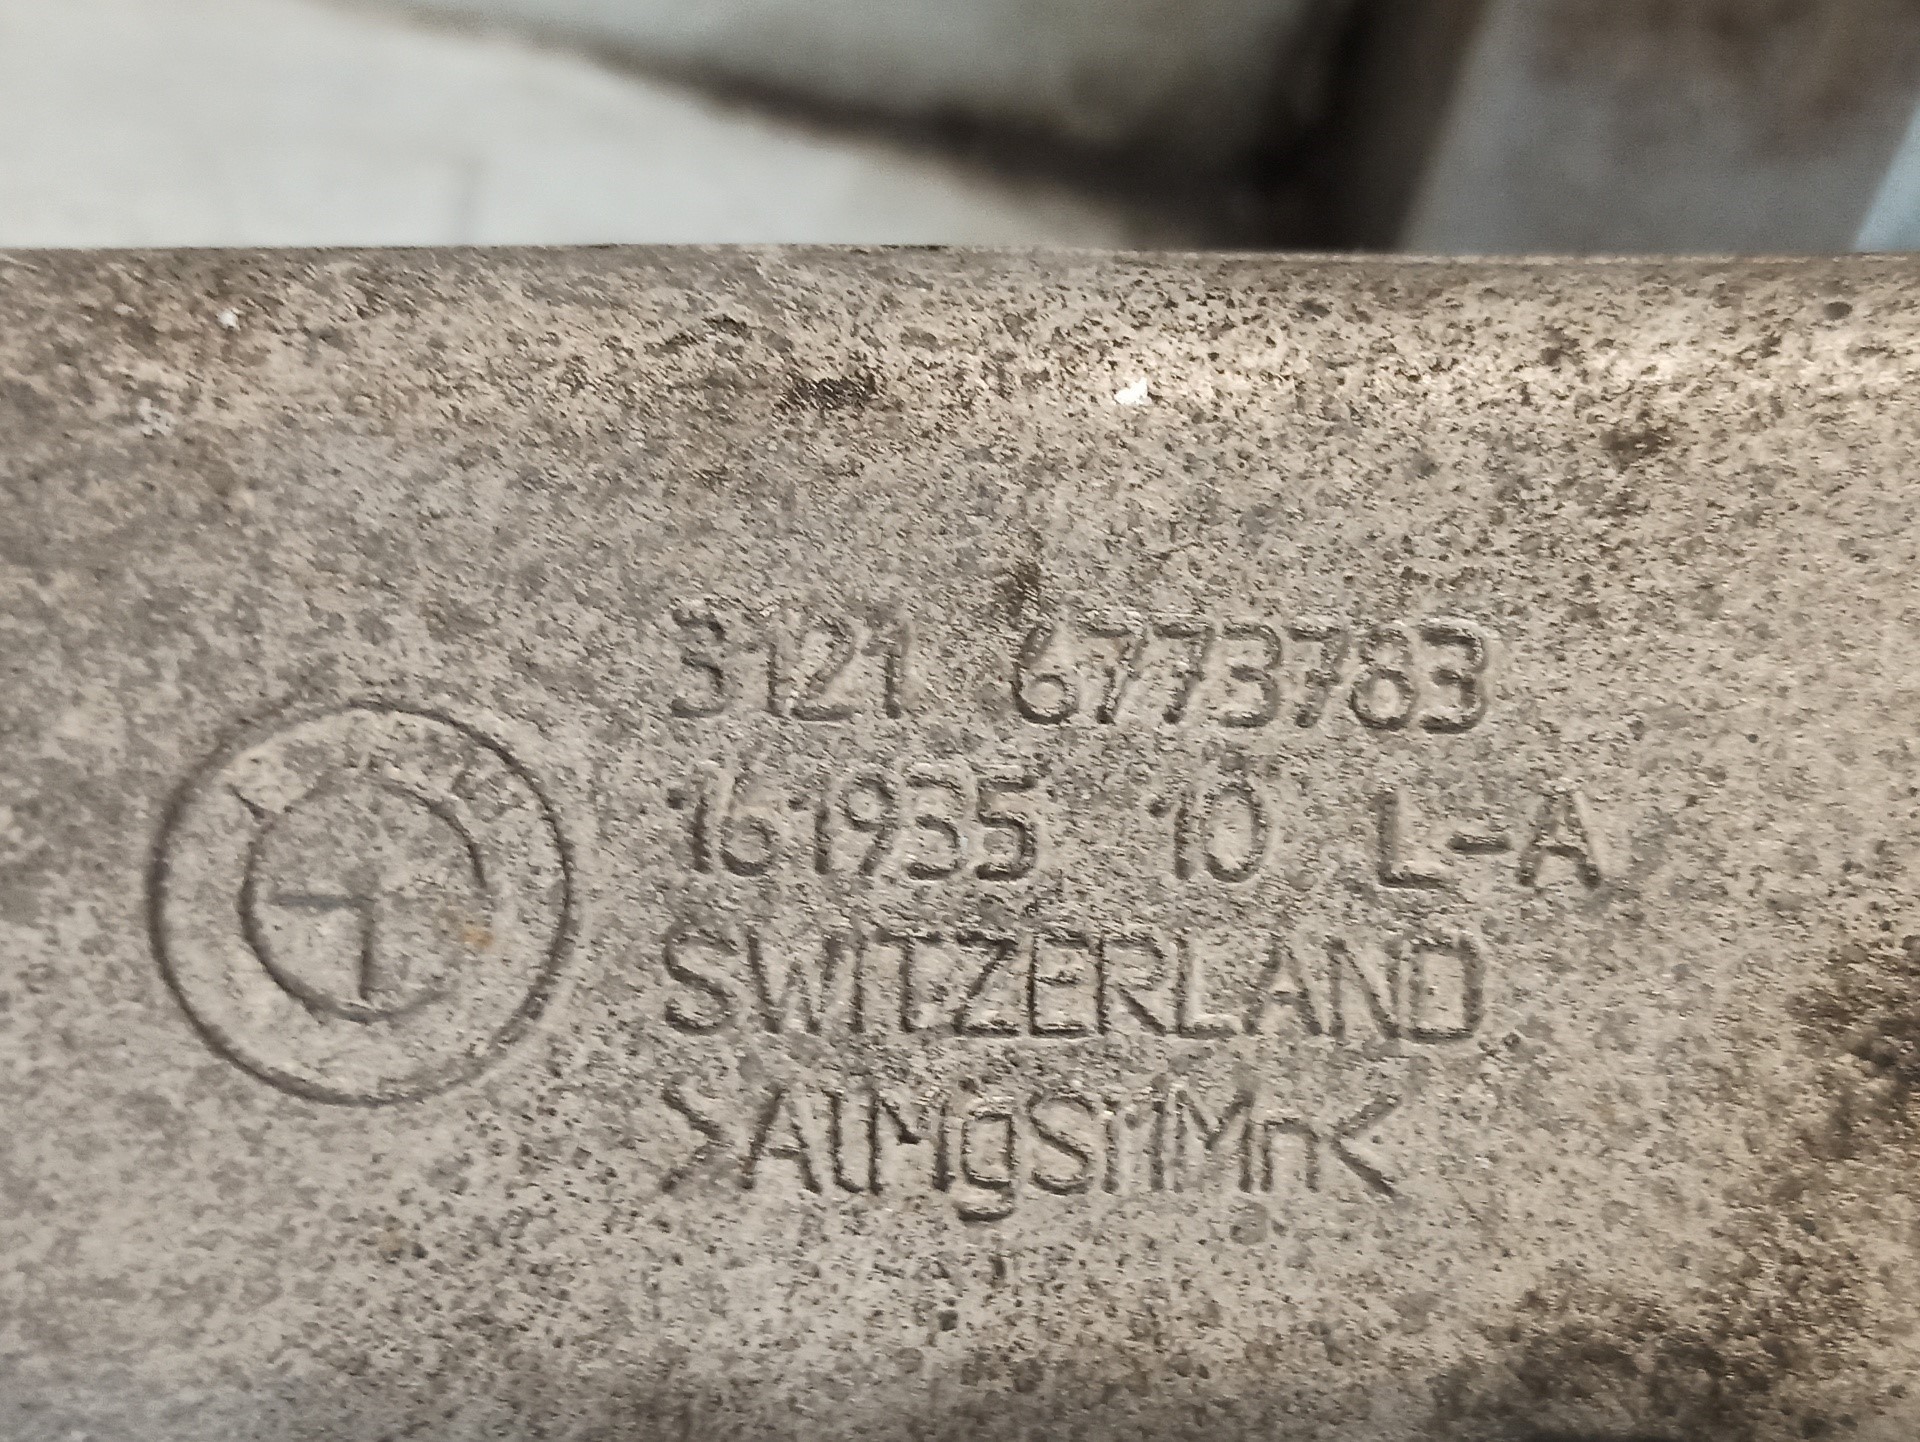 3121 6773783
161935 10 L-A
SWITZERLAND
>AlMgSi1Mn<